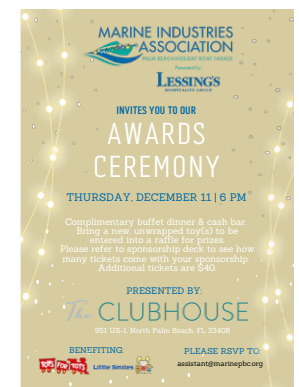 MARINE INDUSTRIES
ASSOCIATION
PALM BEACH HOLIDAY BOAT PARADE
Presented by:
LESSING'S
HOSPITALITY GROUP
INVITES YOU TO OUR
AWARDS
CEREMONY
THURSDAY, DECEMBER 11 | 6 PM
Complimentary buffet dinner & cash bar.
Bring a new, unwrapped toy(s) to be
entered into a raffle for prizes.
Please refer to sponsorship deck to see how
many tickets come with your sponsorship.
Additional tickets are $40.
PRESENTED BY:
The CLUBHOUSE
951 US-1, North Palm Beach, FL 33408
BENEFITING:
TOYS FOR TOTS
Little Smiles
PLEASE RSVP TO
assistant@marinepbc.org